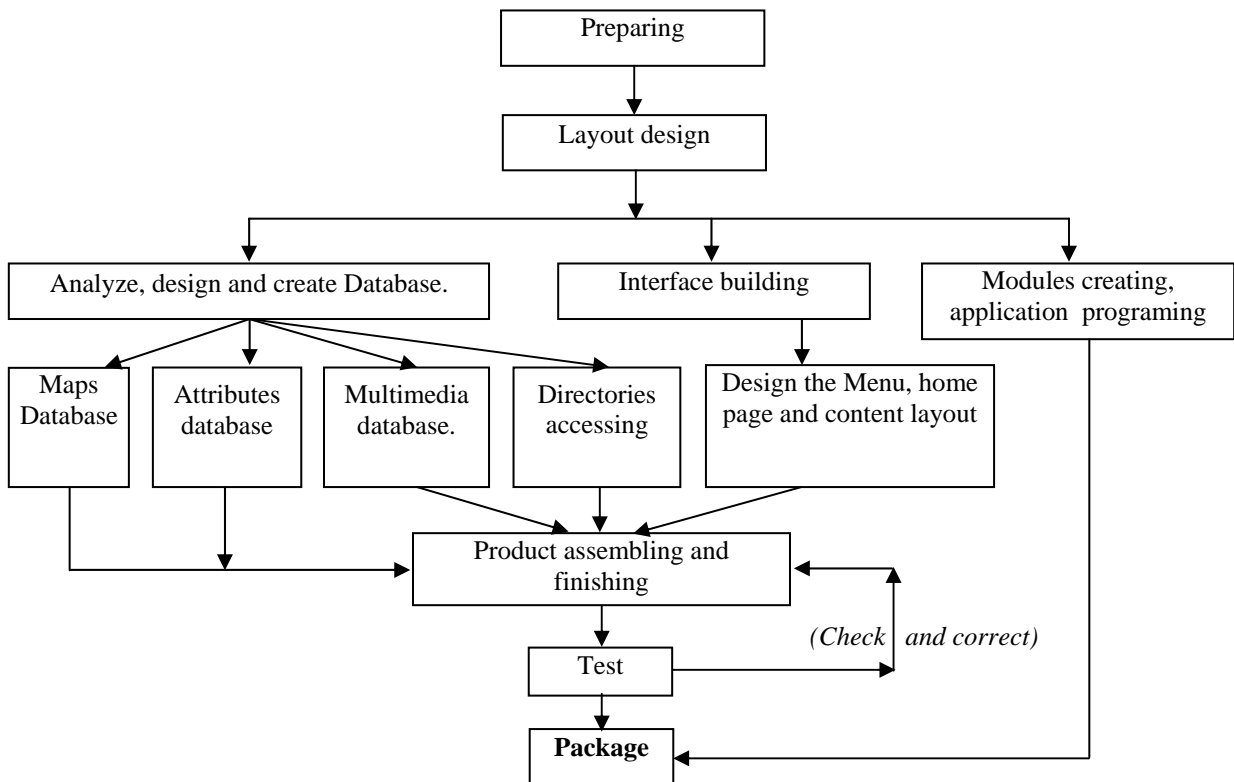 Preparing
Layout design
Analyze, design and create Database.
Interface building
Modules creating,
application programing
Maps
Database
Attributes
database
Multimedia
database.
Directories
accessing
Design the Menu, home
page and content layout
Product assembling and
finishing
(Check and correct)
Test
Package